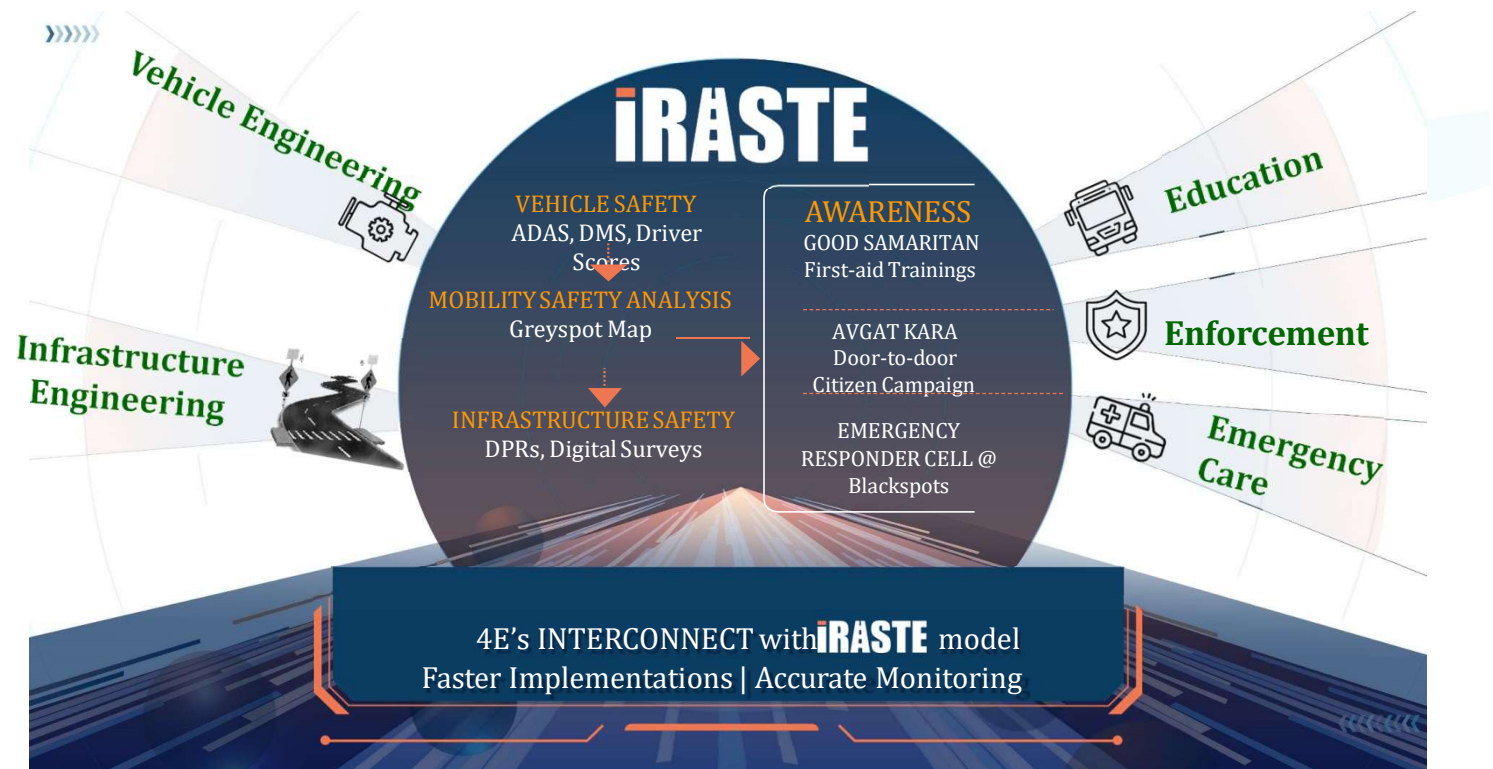 Vehicle Engineering
Infrastructure
Engineering
iRASTE
VEHICLE SAFETY
ADAS, DMS, Driver
Scores
MOBILITY SAFETY ANALYSIS
Greyspot Map
INFRASTRUCTURE SAFETY
DPRs, Digital Surveys
AWARENESS
GOOD SAMARITAN
First-aid Trainings
AVGAT KARA
Door-to-door
Citizen Campaign
EMERGENCY
RESPONDER CELL @
Blackspots
Education
Enforcement
Emergency
Care
4E’s INTERCONNECT with iRASTE model
Faster Implementations | Accurate Monitoring